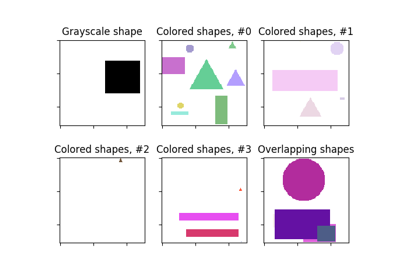 Grayscale shape
Colored shapes, #0
Colored shapes, #1
Colored shapes, #2
Colored shapes, #3
Overlapping shapes